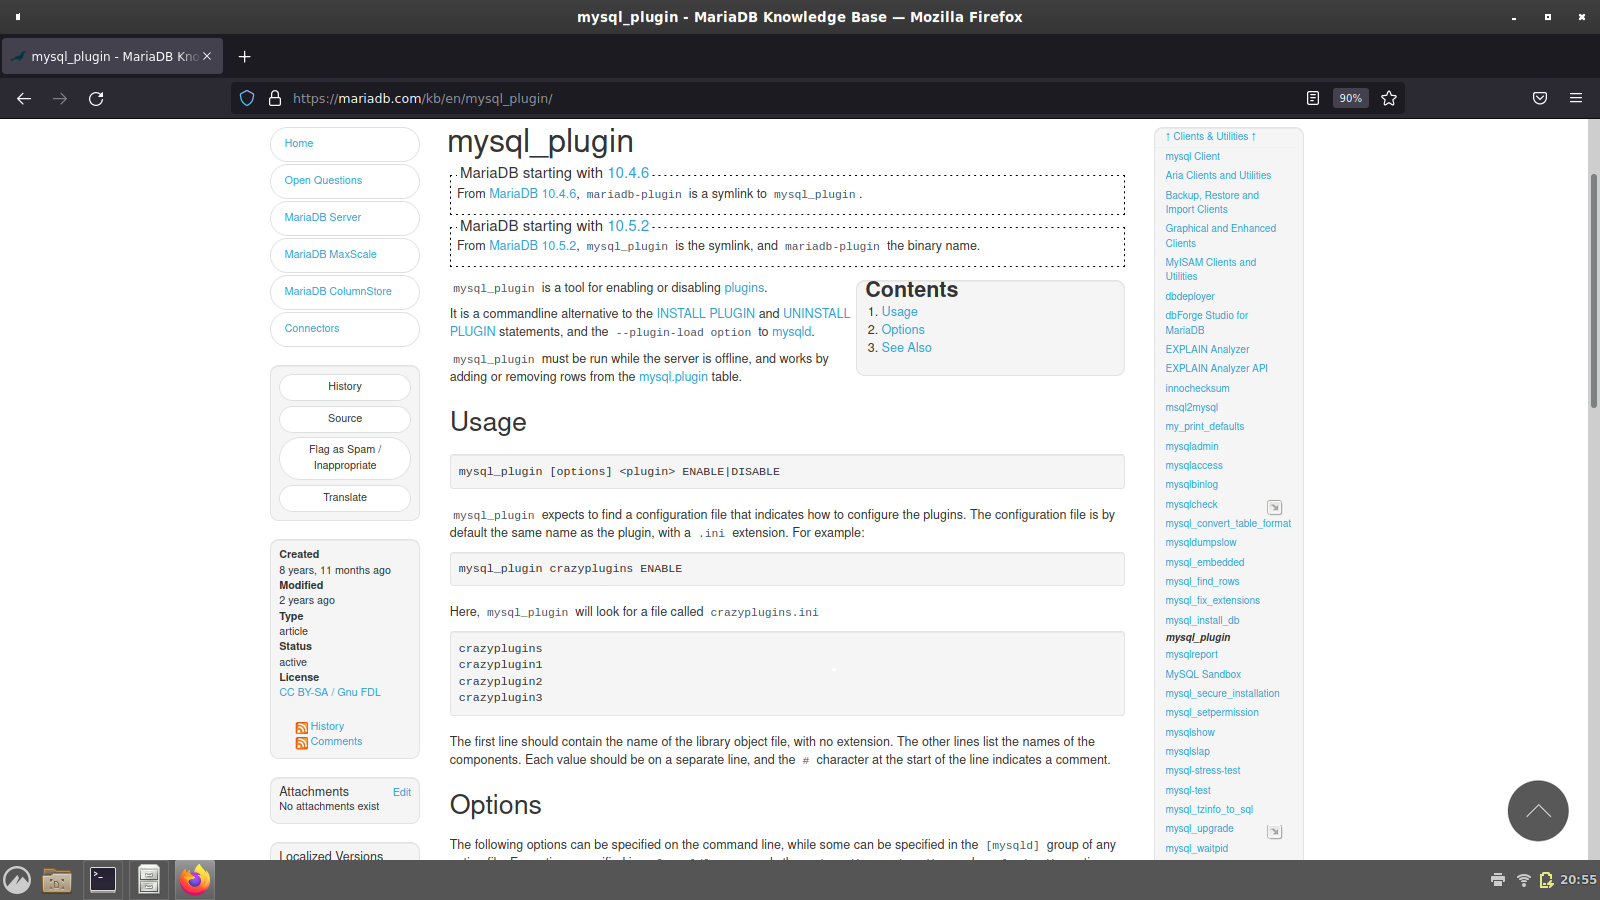 mysql_plugin - MariaDB Knowledge Base — Mozilla Firefox
mysql_plugin - MariaDB Kno
https://mariadb.com/kb/en/mysql_plugin/
90%
Home
Open Questions
MariaDB Server
MariaDB MaxScale
MariaDB ColumnStore
Connectors
History
Source
Flag as Spam /
Inappropriate
Translate
Created
8 years, 11 months ago
Modified
2 years ago
Type
article
Status
active
License
CC BY-SA / Gnu FDL
History
Comments
Attachments Edit
No attachments exist
Localized Versions
mysql_plugin
MariaDB starting with 10.4.6
From MariaDB 10.4.6, mariadb-plugin is a symlink to mysql_plugin.
MariaDB starting with 10.5.2
From MariaDB 10.5.2, mysql_plugin is the symlink, and mariadb-plugin the binary name.
mysql_plugin is a tool for enabling or disabling plugins.
It is a commandline alternative to the INSTALL PLUGIN and UNINSTALL
PLUGIN statements, and the --plugin-load option to mysqld.
mysql_plugin must be run while the server is offline, and works by
adding or removing rows from the mysql.plugin table.
Contents
1. Usage
2. Options
3. See Also
Usage
mysql_plugin [options] <plugin> ENABLE|DISABLE
mysql_plugin expects to find a configuration file that indicates how to configure the plugins. The configuration file is by
default the same name as the plugin, with a .ini extension. For example:
mysql_plugin crazyplugins ENABLE
Here, mysql_plugin will look for a file called crazyplugins.ini
crazyplugins
crazyplugin1
crazyplugin2
crazyplugin3
The first line should contain the name of the library object file, with no extension. The other lines list the names of the
components. Each value should be on a separate line, and the # character at the start of the line indicates a comment.
Options
The following options can be specified on the command line, while some can be specified in the [mysqld] group of any
↑ Clients & Utilities ↑
mysql Client
Aria Clients and Utilities
Backup, Restore and
Import Clients
Graphical and Enhanced
Clients
MyISAM Clients and
Utilities
dbdeployer
dbForge Studio for
MariaDB
EXPLAIN Analyzer
EXPLAIN Analyzer API
innochecksum
msql2mysql
my_print_defaults
mysqladmin
mysqlaccess
mysqlbinlog
mysqlcheck
mysql_convert_table_format
mysqldumpslow
mysql_embedded
mysql_find_rows
mysql_fix_extensions
mysql_install_db
mysql_plugin
mysqlreport
MySQL Sandbox
mysql_secure_installation
mysql_setpermission
mysqlshow
mysqlslap
mysql-stress-test
mysql-test
mysql_tzinfo_to_sql
mysql_upgrade
mysql_waitpid
20:55